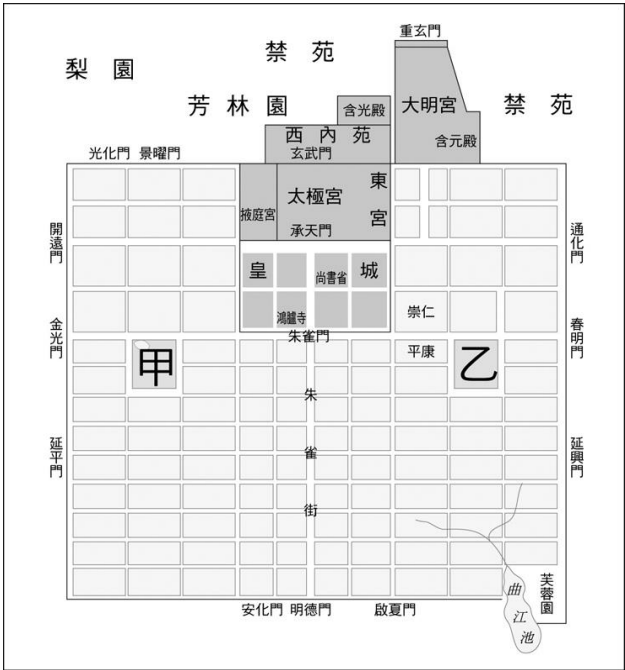 重玄門
禁苑
梨園
芳林園
含光殿
大明宮
禁苑
西內苑
含元殿
玄武門
光化門 景曜門
東宮
太極宮
掖庭宮
承天門
開遠門
通化門
皇城
尚書省
鴻臚寺
崇仁
朱雀門
金光門
春明門
平康
甲
乙
朱雀街
延平門
延興門
芙蓉園
曲江池
安化門 明德門 啟夏門